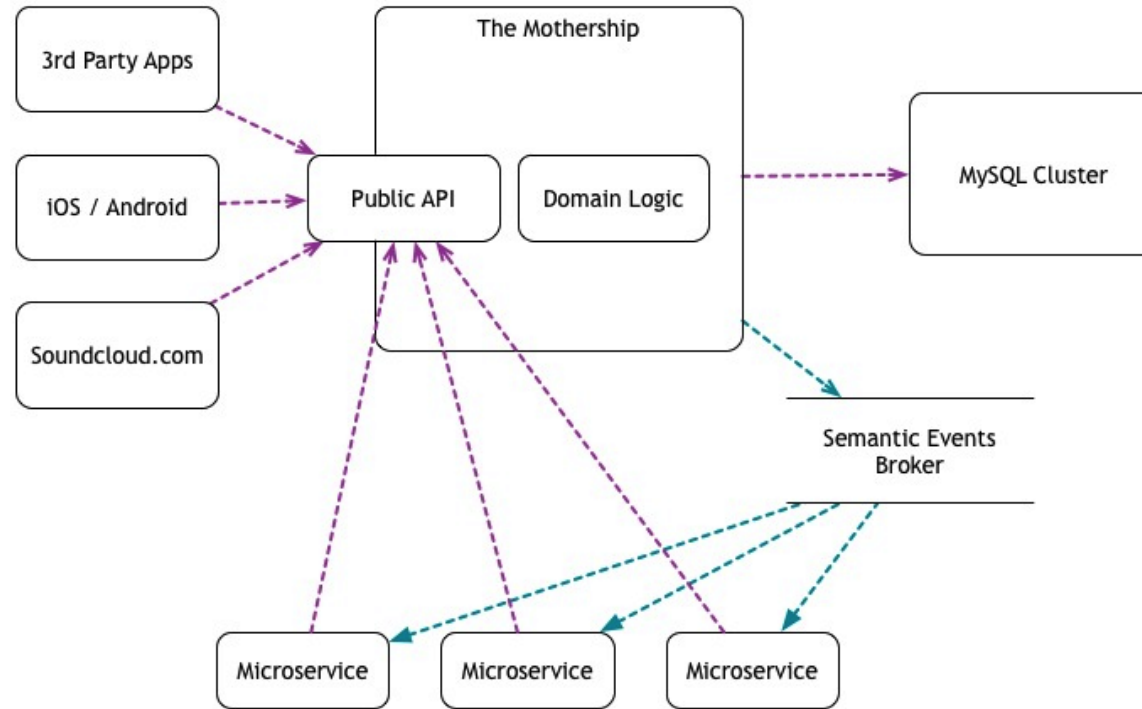 The Mothership
3rd Party Apps
iOS / Android
Public API
Domain Logic
MySQL Cluster
Soundcloud.com
Semantic Events
Broker
Microservice
Microservice
Microservice